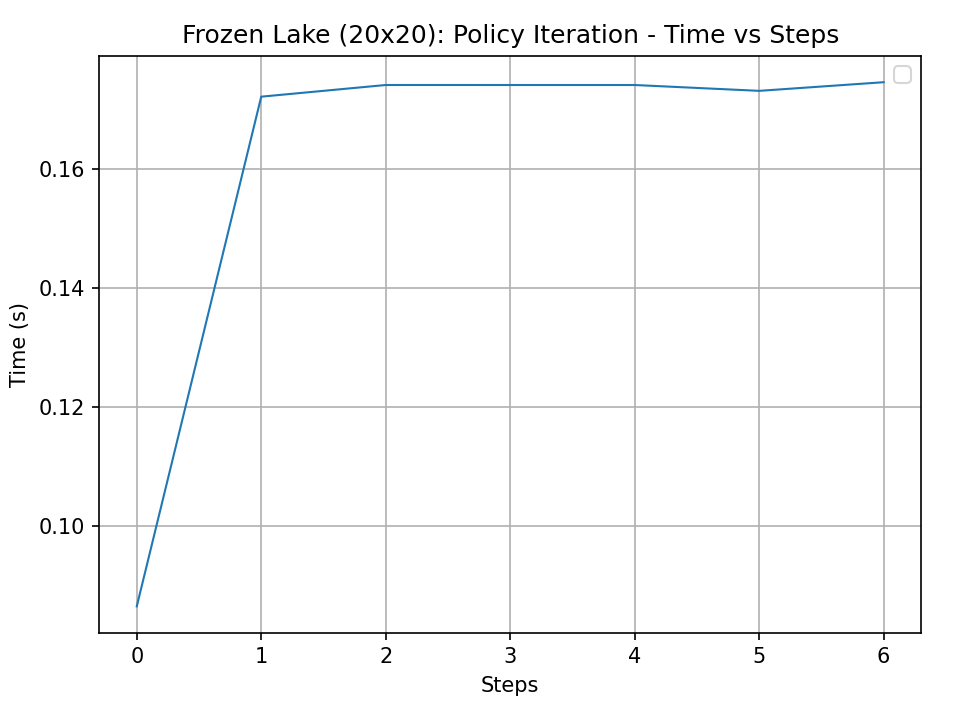 Frozen Lake (20x20): Policy Iteration - Time vs Steps
Time (s)
0.16
0.14
0.12
0.10
0 1 2 3 4 5 6
Steps